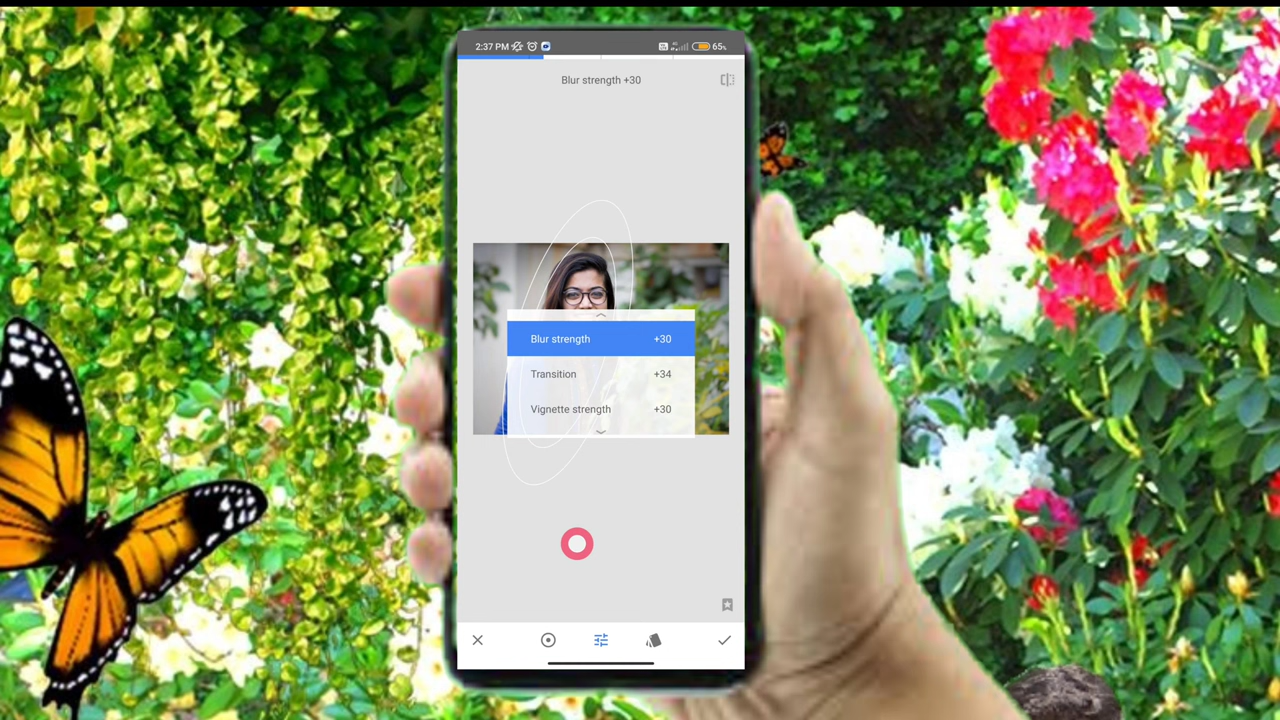 2:37 PM
65%
Blur strength +30
Blur strength +30
Transition +34
Vignette strength +30